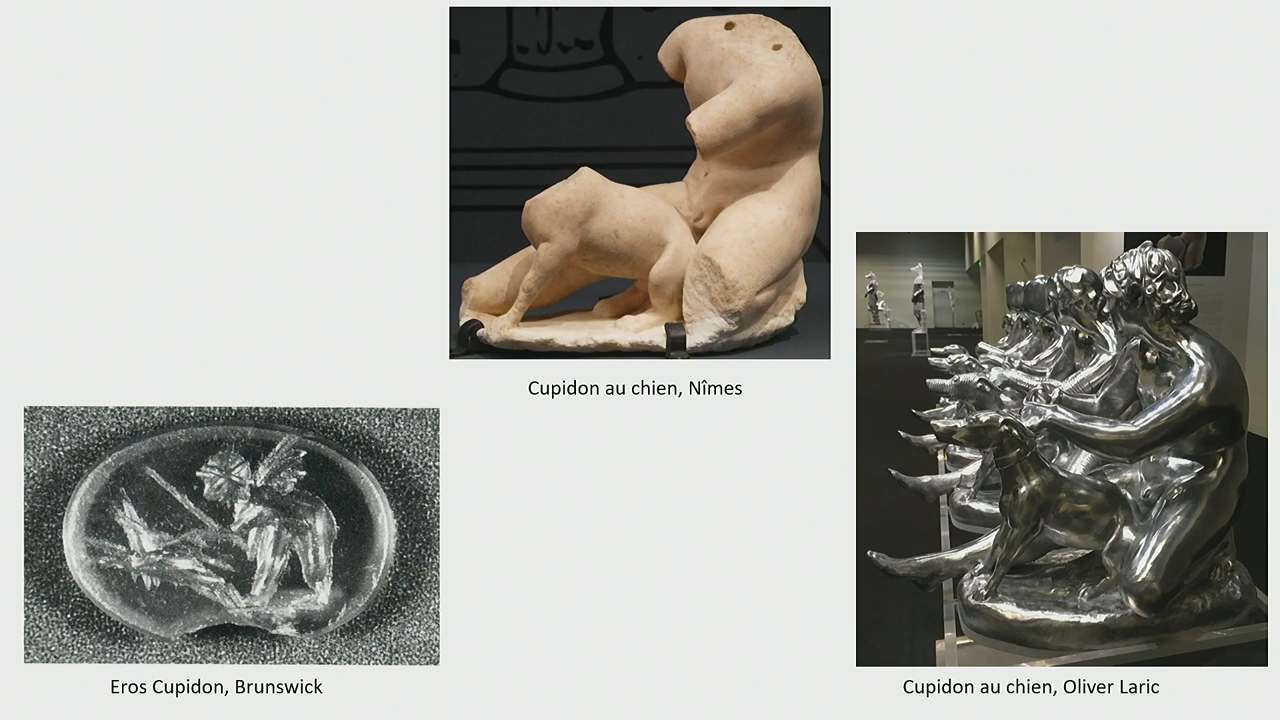 Cupidon au chien, Nîmes
Eros Cupidon, Brunswick
Cupidon au chien, Oliver Laric